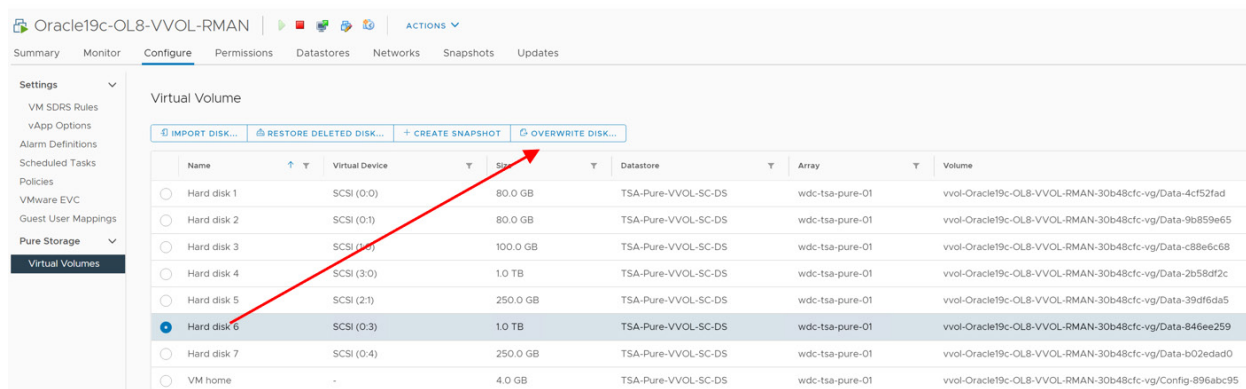 Oracle19c-OL8-VVOL-RMAN ACTIONS
Summary Monitor Configure Permissions Datastores Networks Snapshots Updates
Settings
VM SDRS Rules
vApp Options
Alarm Definitions
Scheduled Tasks
Policies
VMware EVC
Guest User Mappings
Pure Storage
Virtual Volumes
Virtual Volume
IMPORT DISK... RESTORE DELETED DISK... + CREATE SNAPSHOT OVERWRITE DISK...
Name Virtual Device Size Datastore Array Volume
Hard disk 1 SCSI (0:0) 80.0 GB TSA-Pure-VVOL-SC-DS wdc-tsa-pure-01 vvol-Oracle19c-OL8-VVOL-RMAN-30b48cfc-vg/Data-4cf52fad
Hard disk 2 SCSI (0:1) 80.0 GB TSA-Pure-VVOL-SC-DS wdc-tsa-pure-01 vvol-Oracle19c-OL8-VVOL-RMAN-30b48cfc-vg/Data-9b859e65
Hard disk 3 SCSI 100.0 GB TSA-Pure-VVOL-SC-DS wdc-tsa-pure-01 vvol-Oracle19c-OL8-VVOL-RMAN-30b48cfc-vg/Data-c88e6c68
Hard disk 4 SCSI (3:0) 1.0 TB TSA-Pure-VVOL-SC-DS wdc-tsa-pure-01 vvol-Oracle19c-OL8-VVOL-RMAN-30b48cfc-vg/Data-2b58df2c
Hard disk 5 SCSI (2:1) 250.0 GB TSA-Pure-VVOL-SC-DS wdc-tsa-pure-01 vvol-Oracle19c-OL8-VVOL-RMAN-30b48cfc-vg/Data-39df6da5
Hard disk 6 SCSI (0:3) 1.0 TB TSA-Pure-VVOL-SC-DS wdc-tsa-pure-01 vvol-Oracle19c-OL8-VVOL-RMAN-30b48cfc-vg/Data-846ee259
Hard disk 7 SCSI (0:4) 250.0 GB TSA-Pure-VVOL-SC-DS wdc-tsa-pure-01 vvol-Oracle19c-OL8-VVOL-RMAN-30b48cfc-vg/Data-b02edad0
VM home - 4.0 GB TSA-Pure-VVOL-SC-DS wdc-tsa-pure-01 vvol-Oracle19c-OL8-VVOL-RMAN-30b48cfc-vg/Config-896abc95